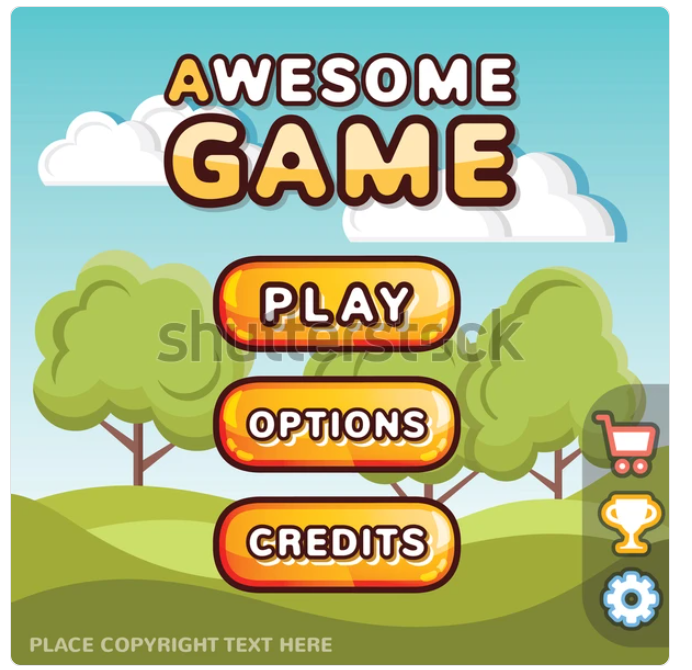 AWESOME
GAME
PLAY
shutterstock
OPTIONS
CREDITS
PLACE COPYRIGHT TEXT HERE